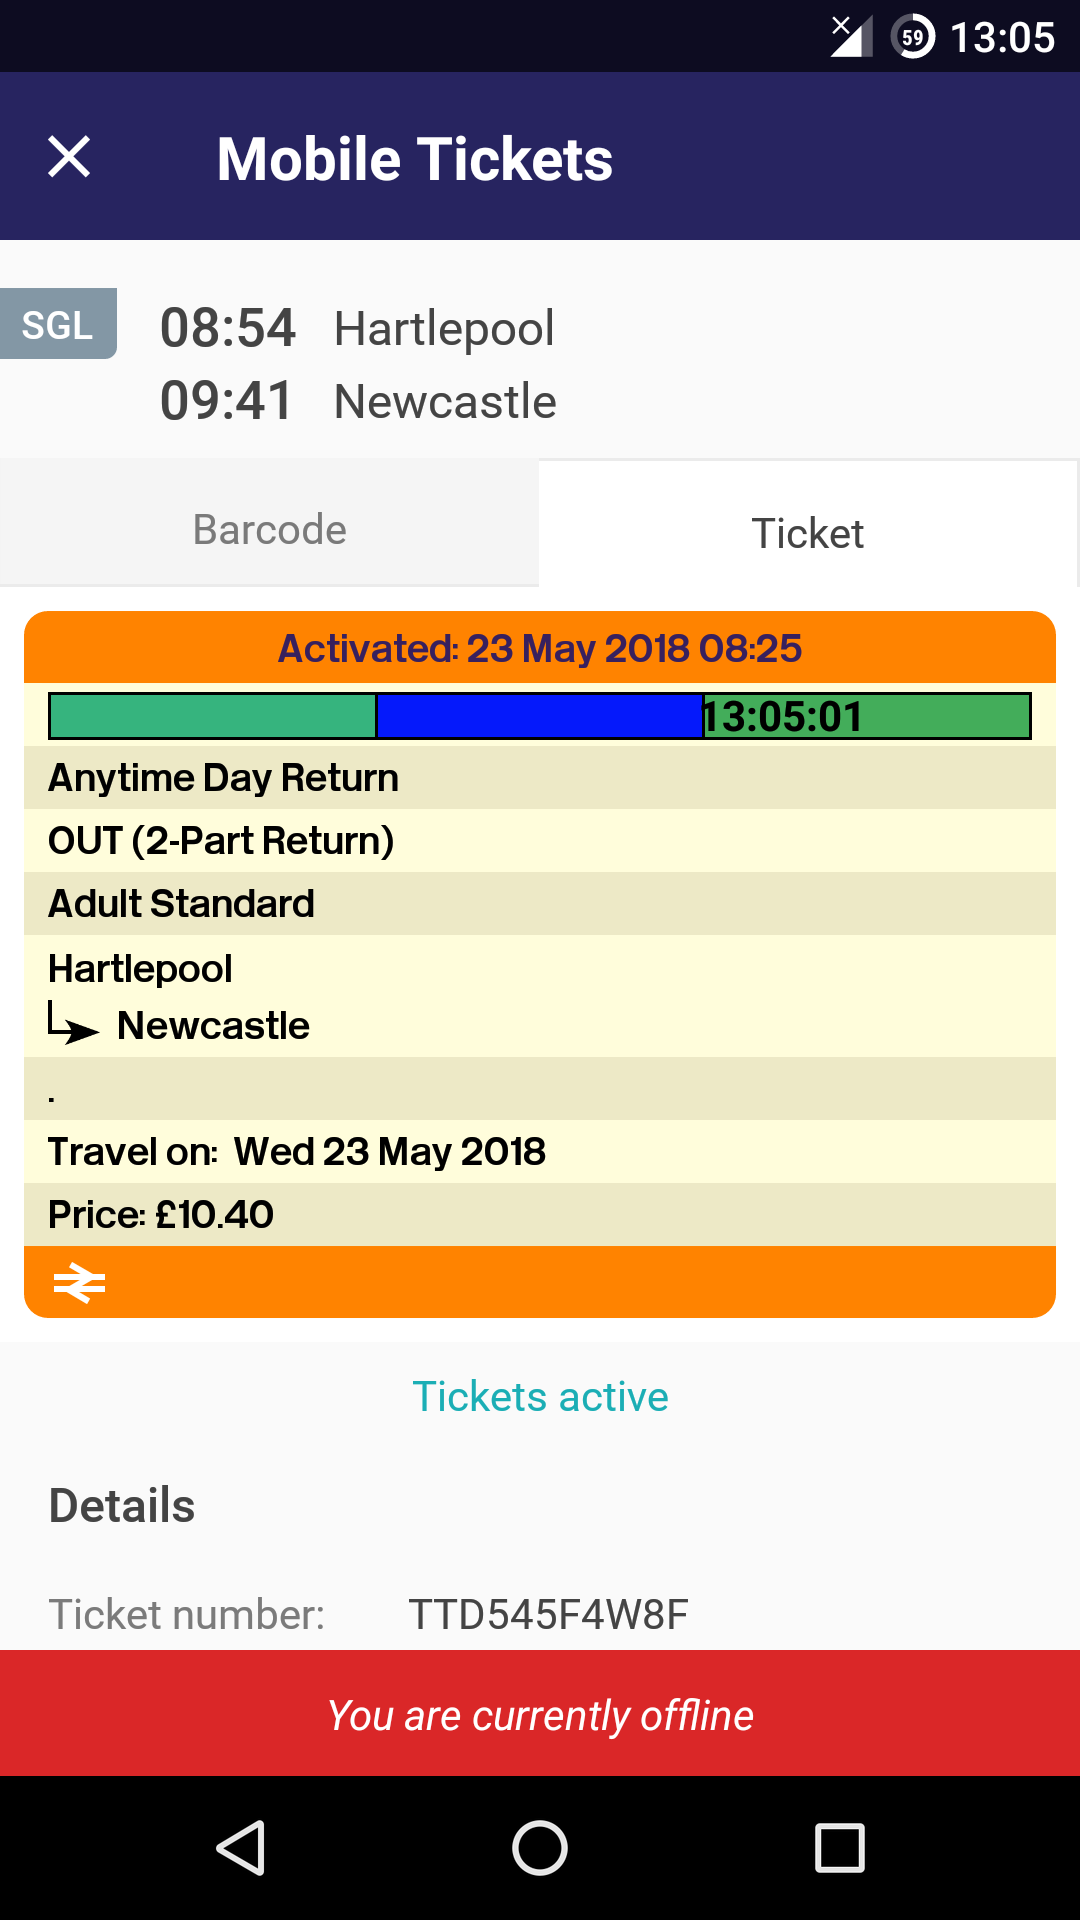 59 13:05
Mobile Tickets
SGL 08:54 Hartlepool
09:41 Newcastle
Barcode Ticket
Activated: 23 May 2018 08:25
13:05:01
Anytime Day Return
OUT (2-Part Return)
Adult Standard
Hartlepool
Newcastle
.
Travel on: Wed 23 May 2018
Price: £10.40
Tickets active
Details
Ticket number: TTD545F4W8F
You are currently offline